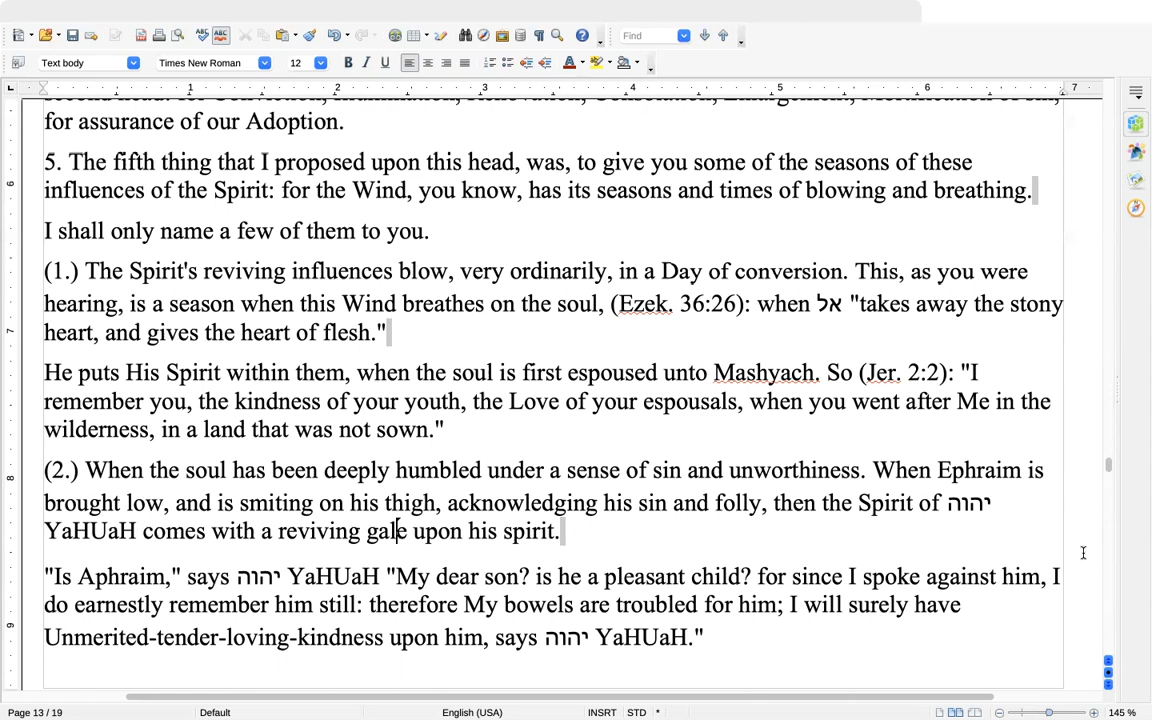 Find
Text body
Times New Roman
12
1 2 3 4 5 6 7
for assurance of our Adoption.
5. The fifth thing that I proposed upon this head, was, to give you some of the seasons of these
influences of the Spirit: for the Wind, you know, has its seasons and times of blowing and breathing.
I shall only name a few of them to you.
(1.) The Spirit's reviving influences blow, very ordinarily, in a Day of conversion. This, as you were
hearing, is a season when this Wind breathes on the soul, (Ezek. 36:26): when אל "takes away the stony
heart, and gives the heart of flesh."
He puts His Spirit within them, when the soul is first espoused unto Mashyach. So (Jer. 2:2): "I
remember you, the kindness of your youth, the Love of your espousals, when you went after Me in the
wilderness, in a land that was not sown."
(2.) When the soul has been deeply humbled under a sense of sin and unworthiness. When Ephraim is
brought low, and is smiting on his thigh, acknowledging his sin and folly, then the Spirit of יהוה
YaHUaH comes with a reviving gale upon his spirit.
"Is Aphraim," says יהוה YaHUaH "My dear son? is he a pleasant child? for since I spoke against him, I
do earnestly remember him still: therefore My bowels are troubled for him; I will surely have
Unmerited-tender-loving-kindness upon him, says יהוה YaHUaH."
6
7
8
9
Page 13 / 19
Default
English (USA)
INSRT
STD
*
145 %